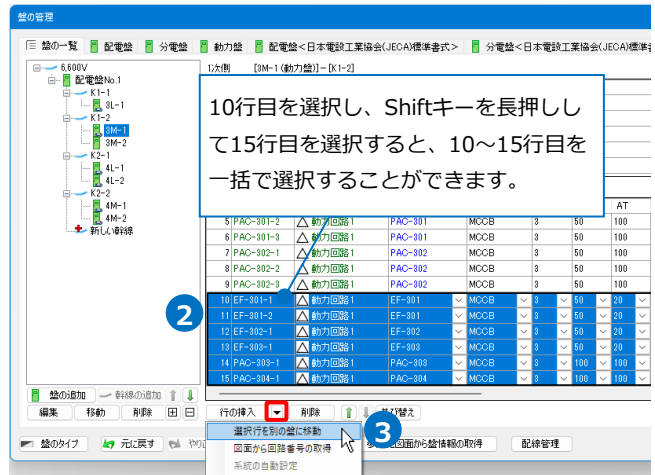 盤の管理
盤の一覧 配電盤 分電盤 動力盤 配電盤<日本電設工業協会(JECA)標準書式> 分電盤<日本電設工業協会(JECA)標準
6,600V
配電盤No.1
K1-1
3L-1
K1-2
3M-1
3M-2
K2-1
4L-1
4L-2
K2-2
4M-1
4M-2
新しい幹線
1次側 [3M-1 (動力盤)]-[K1-2]
10行目を選択し、Shiftキーを長押しし
て15行目を選択すると、10～15行目を
一括で選択することができます。
AT
5 PAC-301-2 動力回路1 PAC-301 MCCB 3 50 100
6 PAC-301-3 動力回路1 PAC-301 MCCB 3 50 100
7 PAC-302-1 動力回路1 PAC-302 MCCB 3 50 100
8 PAC-302-2 動力回路1 PAC-302 MCCB 3 50 100
9 PAC-302-3 動力回路1 PAC-302 MCCB 3 50 100
10 EF-301-1 動力回路1 EF-301 MCCB 3 50 20
11 EF-301-2 動力回路1 EF-301 MCCB 3 50 20
12 EF-302-1 動力回路1 EF-302 MCCB 3 50 20
13 EF-303-1 動力回路1 EF-303 MCCB 3 50 20
14 PAC-303-1 動力回路1 PAC-303 MCCB 3 100 100
15 PAC-304-1 動力回路1 PAC-304 MCCB 3 100 100
2
盤の追加 幹線の追加
編集 移動 削除
行の挿入 削除 並び替え
選択行を別の盤に移動
図面から回路番号の取得
系統の自動設定
3
盤のタイプ 元に戻す 図面から盤情報の取得 配線管理